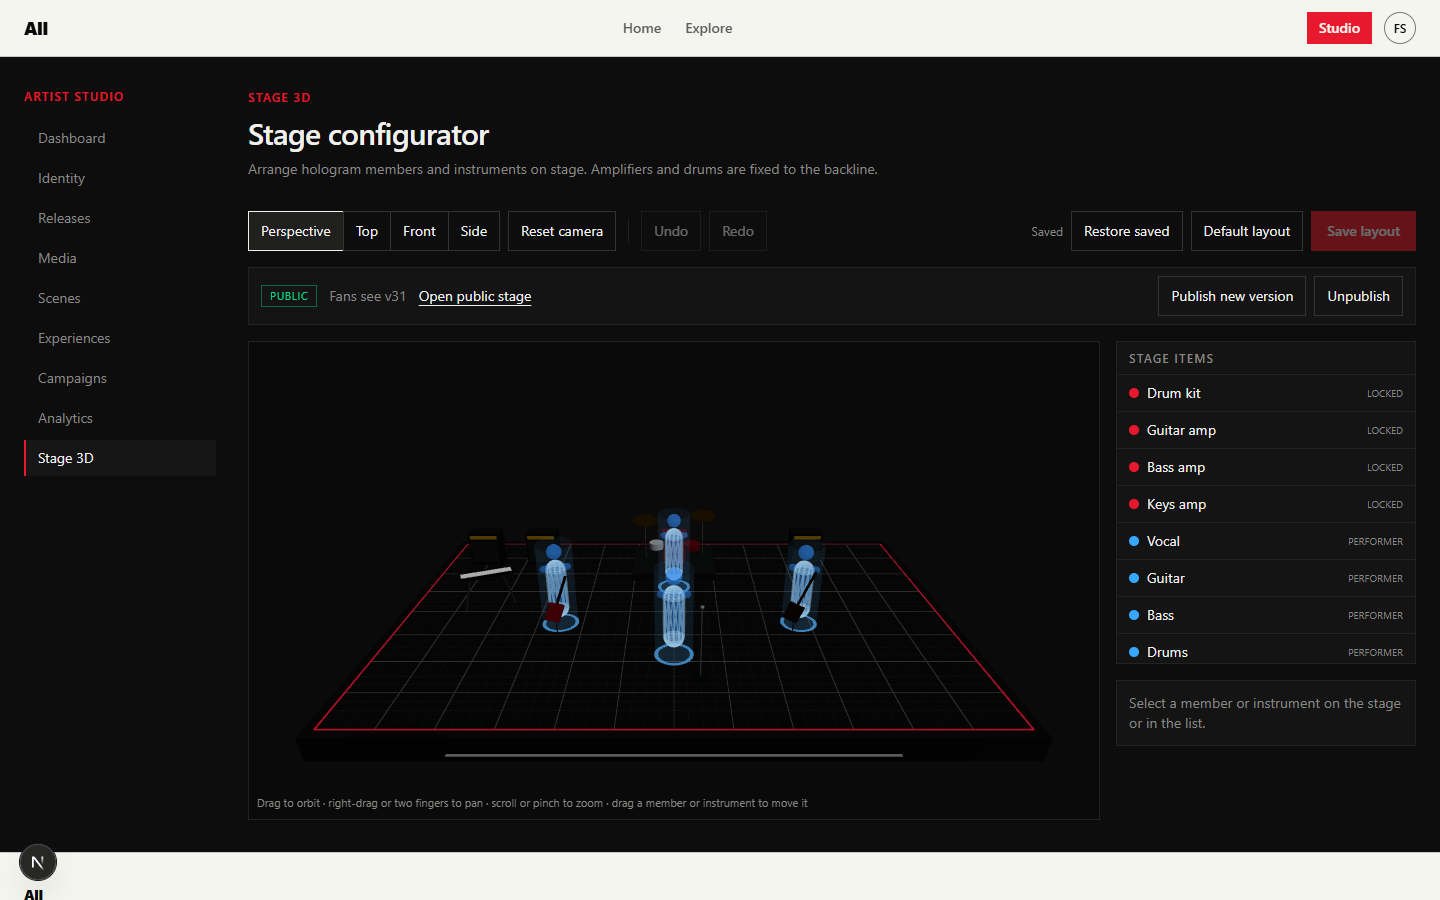 All
Home
Explore
Studio
FS
ARTIST STUDIO
Dashboard
Identity
Releases
Media
Scenes
Experiences
Campaigns
Analytics
Stage 3D
STAGE 3D
Stage configurator
Arrange hologram members and instruments on stage. Amplifiers and drums are fixed to the backline.
Perspective
Top
Front
Side
Reset camera
Undo
Redo
Saved
Restore saved
Default layout
Save layout
PUBLIC
Fans see v31
Open public stage
Publish new version
Unpublish
Drag to orbit · right-drag or two fingers to pan · scroll or pinch to zoom · drag a member or instrument to move it
STAGE ITEMS
Drum kit LOCKED
Guitar amp LOCKED
Bass amp LOCKED
Keys amp LOCKED
Vocal PERFORMER
Guitar PERFORMER
Bass PERFORMER
Drums PERFORMER
Select a member or instrument on the stage
or in the list.
N
All